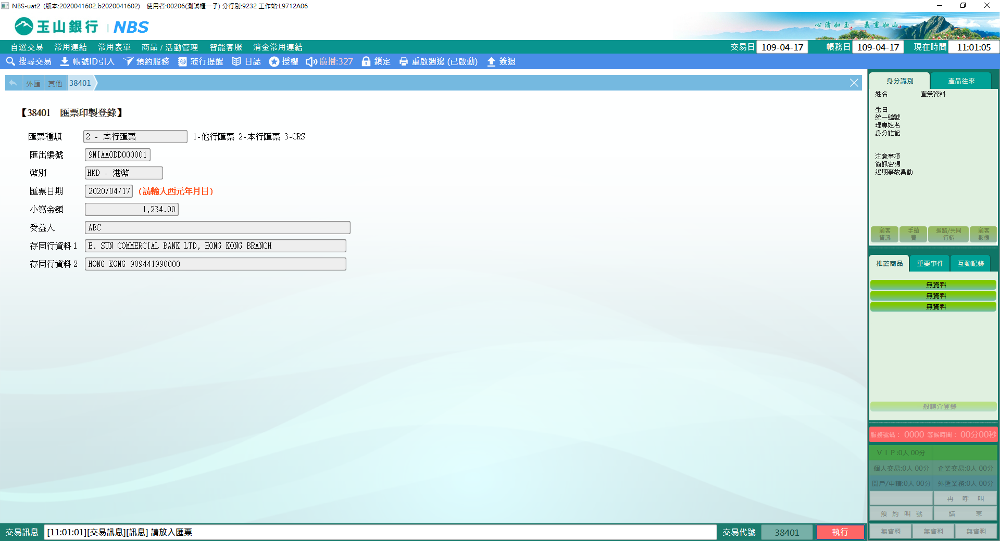 NBS-uat2 (版本:2020041602.b2020041602) 使用者:00206(測試櫃一子) 分行別:9232 工作站:L9712A06
玉山銀行 | NBS
心清如玉。 義重如山。
自選交易 常用連結 常用表單 商品 / 活動管理 智能客服 消金常用連結 交易日 109-04-17 帳務日 109-04-17 現在時間 11:01:05
搜尋交易 帳號ID引入 預約服務 蒞行提醒 日誌 授權 廣播:327 鎖定 重啟週邊 (已啟動) 簽退
外匯 其他 38401
【38401 匯票印製登錄】
匯票種類 2 - 本行匯票 1-他行匯票 2-本行匯票 3-CRS
匯出編號 9NIAAODD000001
幣別 HKD - 港幣
匯票日期 2020/04/17 (請輸入西元年月日)
小寫金額 1,234.00
受益人 ABC
存同行資料1 E. SUN COMMERCIAL BANK LTD, HONG KONG BRANCH
存同行資料2 HONG KONG 909441990000
身分識別 產品往來
姓名 查無資料
生日
統一編號
理專姓名
身分註記
注意事項
簡訊密碼
近期事故異動
顧客資訊 手續費 通路/共同行銷 顧客影像
推薦商品 重要事件 互動記錄
無資料
無資料
無資料
一般轉介登錄
服務號碼： 0000 等候時間： 00分00秒
ＶＩＰ:0人 00分
個人交易:0人 00分 企業交易:0人 00分
開戶/申請:0人 00分 外匯業務:0人 00分
再 呼 叫
預 約 叫 號 結 束
無資料 無資料 無資料
交易訊息 [11:01:01][交易訊息][訊息] 請放入匯票 交易代號 38401 執行